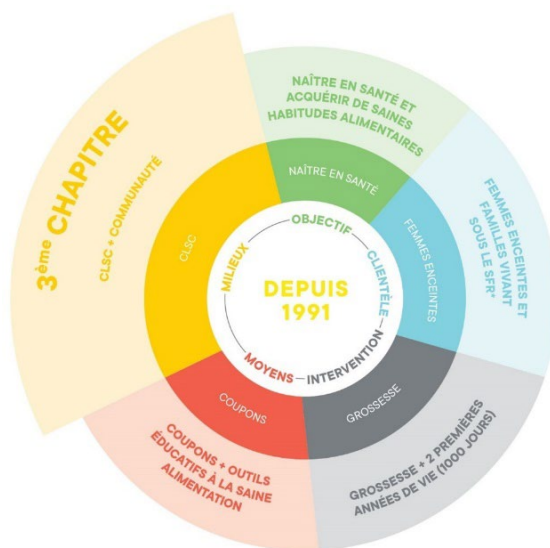 DEPUIS
1991
OBJECTIF
CLIENTÈLE
INTERVENTION
MOYENS
MILIEUX
NAÎTRE EN SANTÉ
FEMMES ENCEINTES
GROSSESSE
COUPONS
CLSC
NAÎTRE EN SANTÉ ET
ACQUÉRIR DE SAINES
HABITUDES ALIMENTAIRES
FEMMES ENCEINTES ET
FAMILLES VIVANT
SOUS LE SFR*
GROSSESSE + 2 PREMIÈRES
ANNÉES DE VIE (1000 JOURS)
COUPONS + OUTILS
ÉDUCATIFS À LA SAINE
ALIMENTATION
3ème CHAPITRE
CLSC + COMMUNAUTÉ